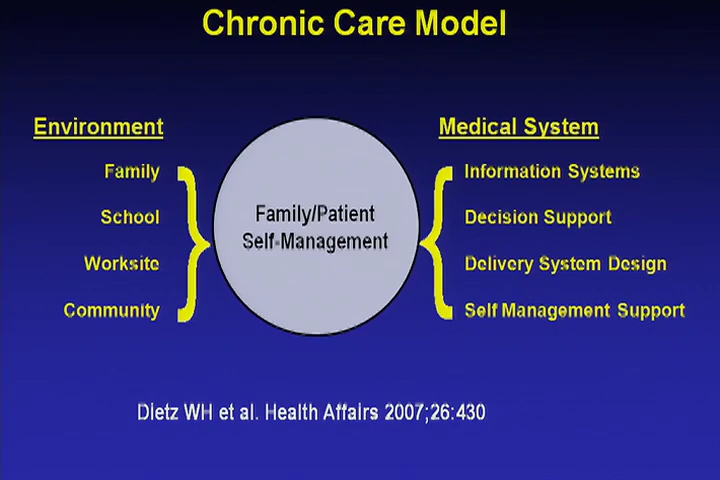 Chronic Care Model
Environment
Family
School
Worksite
Community
Family/Patient
Self-Management
Medical System
Information Systems
Decision Support
Delivery System Design
Self Management Support
Dietz WH et al. Health Affairs 2007;26:430